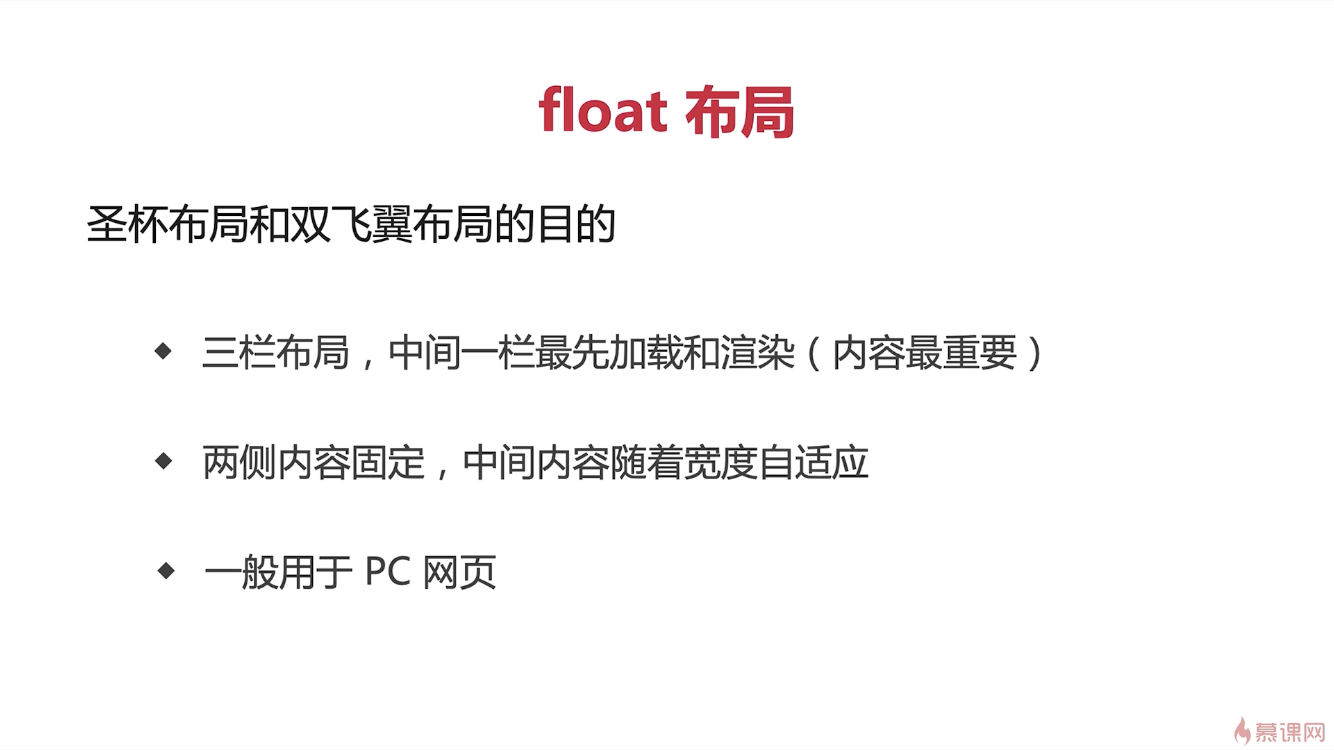 float 布局
圣杯布局和双飞翼布局的目的
三栏布局，中间一栏最先加载和渲染（内容最重要）
两侧内容固定，中间内容随着宽度自适应
一般用于 PC 网页
慕课网